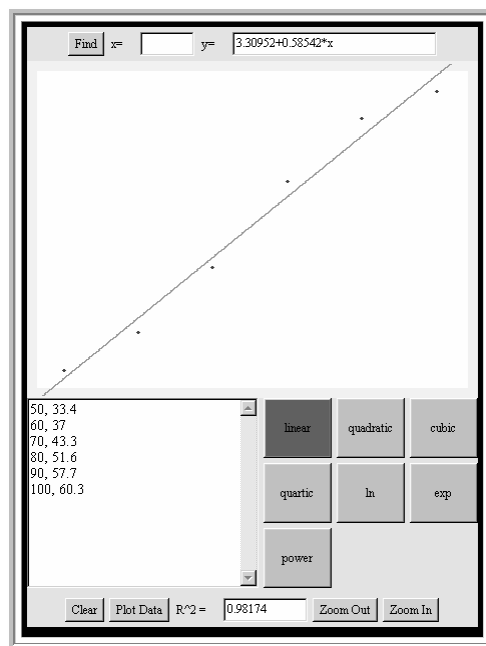 Find x= y= 3.30952+0.58542*x
50, 33.4
60, 37
70, 43.3
80, 51.6
90, 57.7
100, 60.3
linear quadratic cubic
quartic ln exp
power
Clear Plot Data R^2 = 0.98174 Zoom Out Zoom In